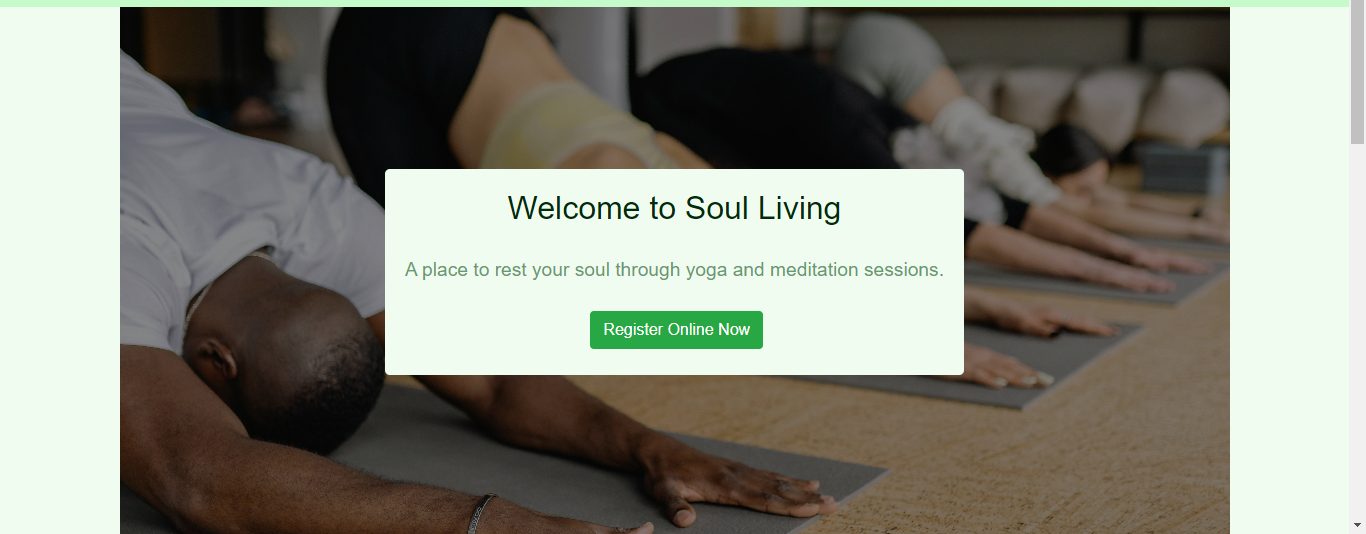 Welcome to Soul Living
A place to rest your soul through yoga and meditation sessions.
Register Online Now